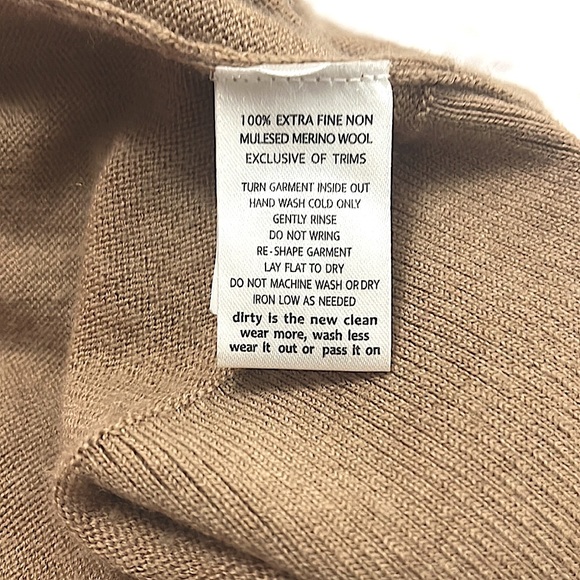 100% EXTRA FINE NON
MULESED MERINO WOOL
EXCLUSIVE OF TRIMS
TURN GARMENT INSIDE OUT
HAND WASH COLD ONLY
GENTLY RINSE
DO NOT WRING
RE-SHAPE GARMENT
LAY FLAT TO DRY
DO NOT MACHINE WASH OR DRY
IRON LOW AS NEEDED
dirty is the new clean
wear more, wash less
wear it out or pass it on